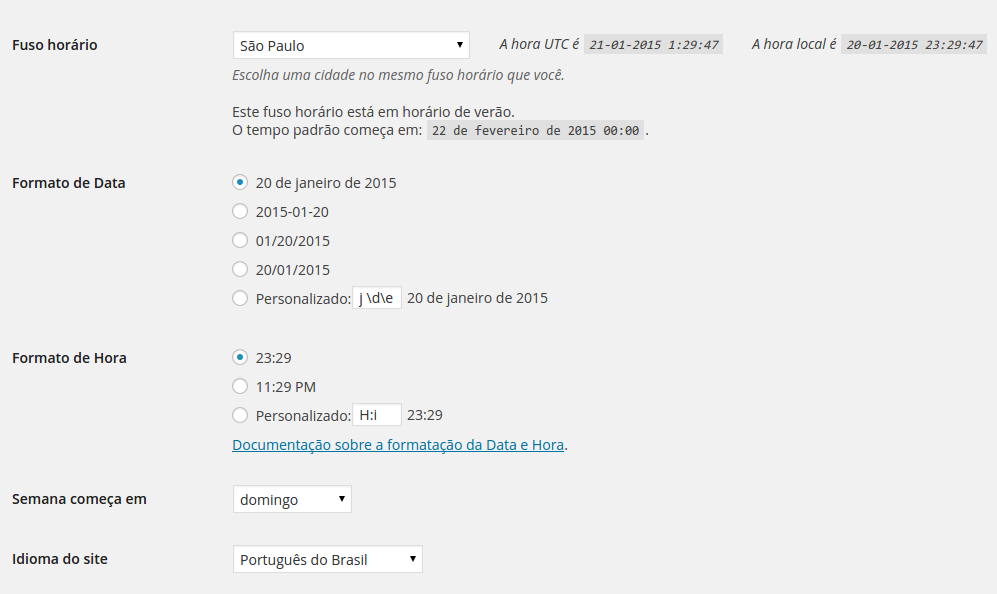 Fuso horário São Paulo A hora UTC é 21-01-2015 1:29:47 A hora local é 20-01-2015 23:29:47
Escolha uma cidade no mesmo fuso horário que você.
Este fuso horário está em horário de verão.
O tempo padrão começa em: 22 de fevereiro de 2015 00:00 .
Formato de Data 20 de janeiro de 2015
2015-01-20
01/20/2015
20/01/2015
Personalizado: j \d\e 20 de janeiro de 2015
Formato de Hora 23:29
11:29 PM
Personalizado: H:i 23:29
Documentação sobre a formatação da Data e Hora.
Semana começa em domingo
Idioma do site Português do Brasil